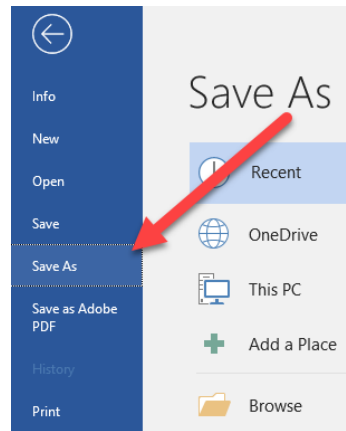 Info
New
Open
Save
Save As
Save as Adobe
PDF
History
Print
Save As
Recent
OneDrive
This PC
Add a Place
Browse